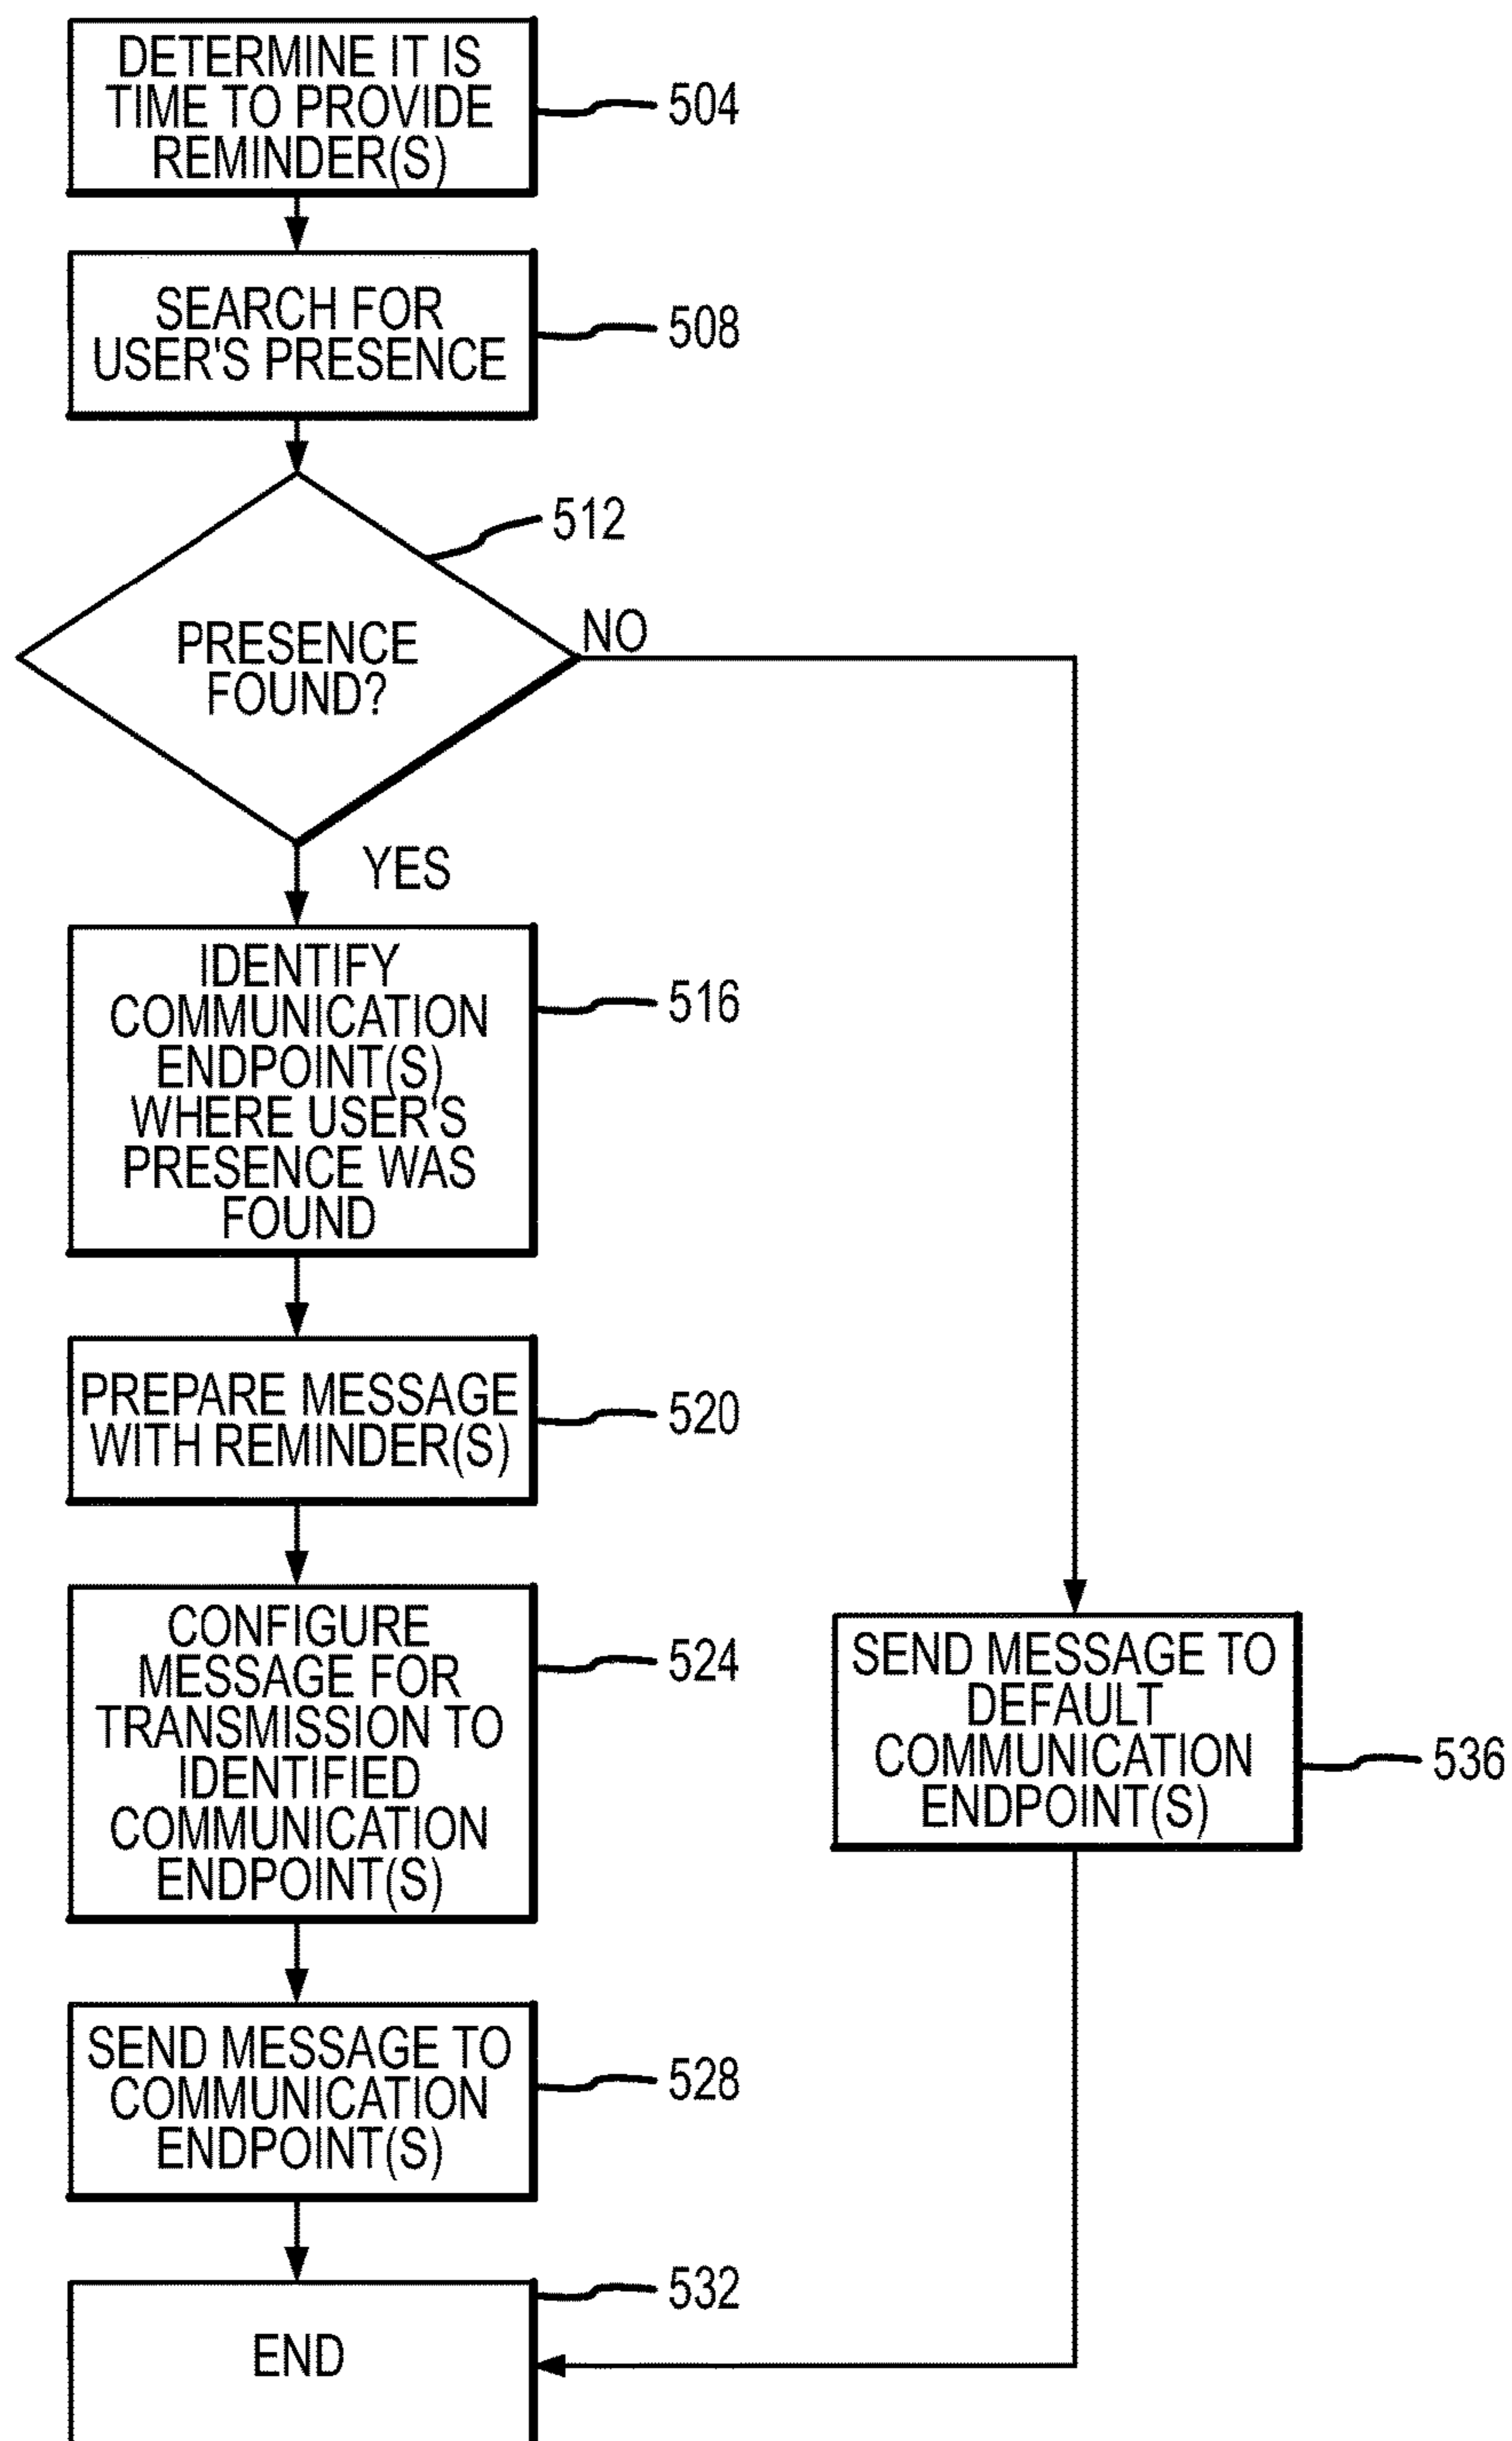 DETERMINE IT IS
TIME TO PROVIDE
REMINDER(S)
504
SEARCH FOR
USER'S PRESENCE
508
512
PRESENCE
FOUND?
NO
YES
IDENTIFY
COMMUNICATION
ENDPOINT(S)
WHERE USER'S
PRESENCE WAS
FOUND
516
PREPARE MESSAGE
WITH REMINDER(S)
520
CONFIGURE
MESSAGE FOR
TRANSMISSION TO
IDENTIFIED
COMMUNICATION
ENDPOINT(S)
524
SEND MESSAGE TO
DEFAULT
COMMUNICATION
ENDPOINT(S)
536
SEND MESSAGE TO
COMMUNICATION
ENDPOINT(S)
528
532
END